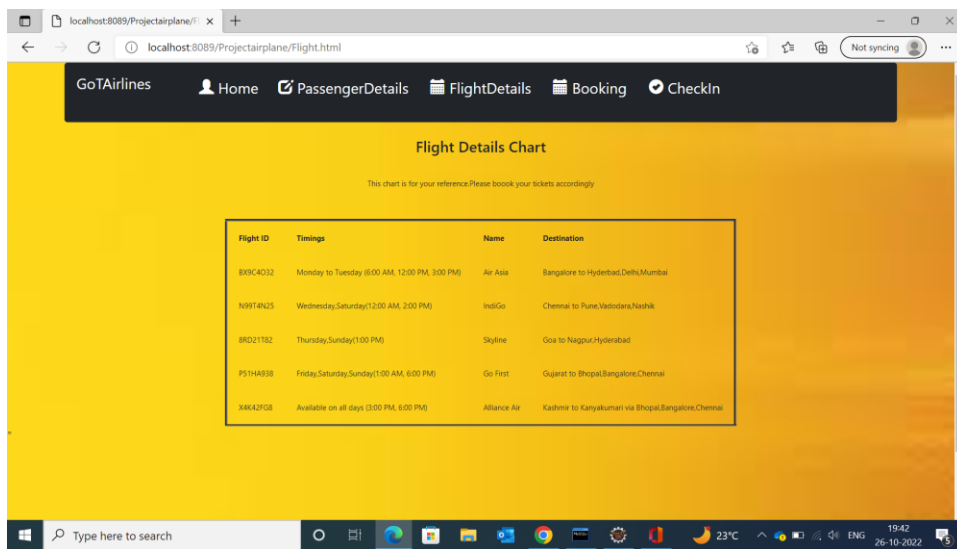 localhost:8089/Projectairplane/Fl
localhost:8089/Projectairplane/Flight.html
Not syncing
GoTAirlines Home PassengerDetails FlightDetails Booking CheckIn
Flight Details Chart
This chart is for your reference.Please boook your tickets accordingly
Flight ID Timings Name Destination
BX9C4O32 Monday to Tuesday (6:00 AM, 12:00 PM, 3:00 PM) Air Asia Bangalore to Hyderbad,Delhi,Mumbai
N99T4N25 Wednesday,Saturday(12:00 AM, 2:00 PM) IndiGo Chennai to Pune,Vadodara,Nashik
8RD21T82 Thursday,Sunday(1:00 PM) Skyline Goa to Nagpur,Hyderabad
P51HA938 Friday,Saturday,Sunday(1:00 AM, 6:00 PM) Go First Gujarat to Bhopal,Bangalore,Chennai
X4K42FG8 Available on all days (3:00 PM, 6:00 PM) Alliance Air Kashmir to Kanyakumari via Bhopal,Bangalore,Chennai
Type here to search
23°C ENG
19:42
26-10-2022
5